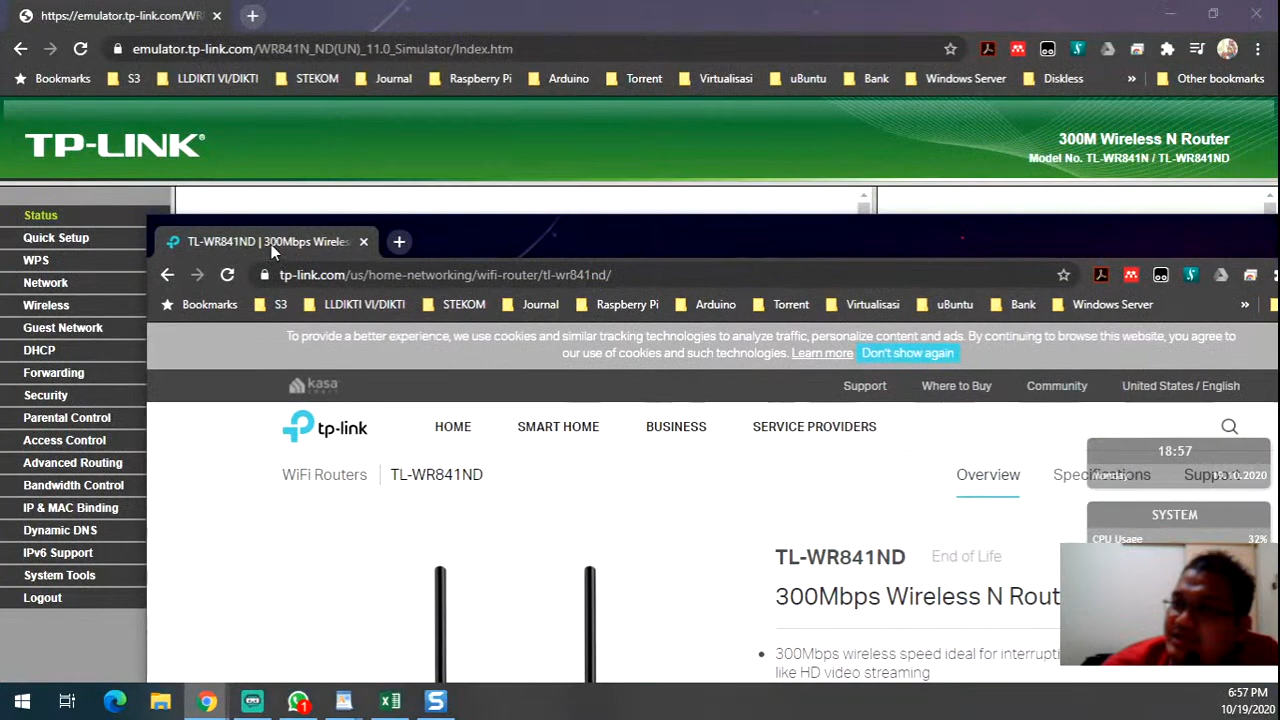 https://emulator.tp-link.com/WR
emulator.tp-link.com/WR841N_ND(UN)_11.0_Simulator/Index.htm
Bookmarks S3 LLDIKTI VI/DIKTI STEKOM Journal Raspberry Pi Arduino Torrent Virtualisasi uBuntu Bank Windows Server Diskless » Other bookmarks
TP-LINK®
300M Wireless N Router
Model No. TL-WR841N / TL-WR841ND
Status
Quick Setup
WPS
Network
Wireless
Guest Network
DHCP
Forwarding
Security
Parental Control
Access Control
Advanced Routing
Bandwidth Control
IP & MAC Binding
Dynamic DNS
IPv6 Support
System Tools
Logout
TL-WR841ND | 300Mbps Wireles
tp-link.com/us/home-networking/wifi-router/tl-wr841nd/
Bookmarks S3 LLDIKTI VI/DIKTI STEKOM Journal Raspberry Pi Arduino Torrent Virtualisasi uBuntu Bank Windows Server »
To provide a better experience, we use cookies and similar tracking technologies to analyze traffic, personalize content and ads. By continuing to browse this website, you agree to
our use of cookies and such technologies. Learn more Don't show again
kasa
Support Where to Buy Community United States / English
tp-link HOME SMART HOME BUSINESS SERVICE PROVIDERS
WiFi Routers TL-WR841ND Overview Specifications Support
18:57
Monday 19.10.2020
SYSTEM
CPU Usage 32%
TL-WR841ND End of Life
300Mbps Wireless N Rout
300Mbps wireless speed ideal for interrupti
like HD video streaming
1
6:57 PM
10/19/2020